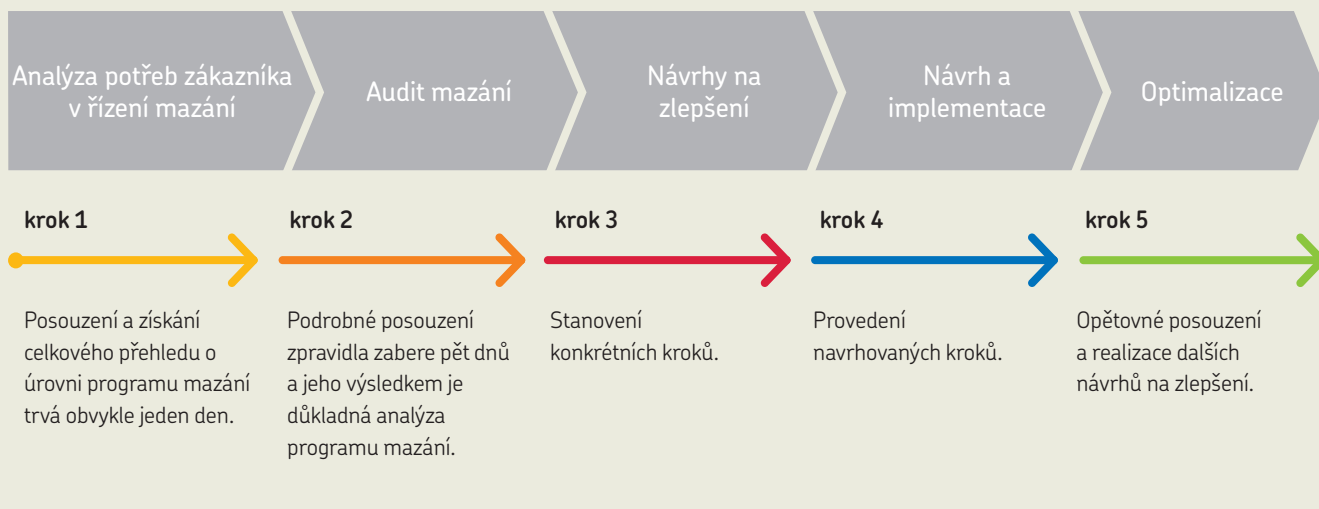 Analýza potřeb zákazníka
v řízení mazání
Audit mazání
Návrhy na
zlepšení
Návrh a
implementace
Optimalizace
krok 1
Posouzení a získání
celkového přehledu o
úrovni programu mazání
trvá obvykle jeden den.
krok 2
Podrobné posouzení
zpravidla zabere pět dnů
a jeho výsledkem je
důkladná analýza
programu mazání.
krok 3
Stanovení
konkrétních kroků.
krok 4
Provedení
navrhovaných kroků.
krok 5
Opětovné posouzení
a realizace dalších
návrhů na zlepšení.